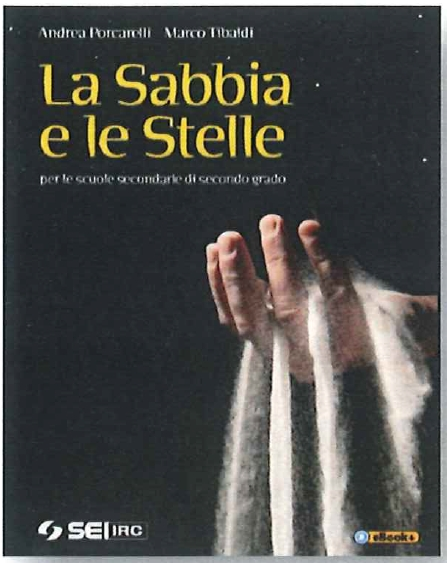 Andrea Porcarelli Marco Tibaldi
La Sabbia
e le Stelle
per le scuole secondarie di secondo grado
SEI IRC
eBook+